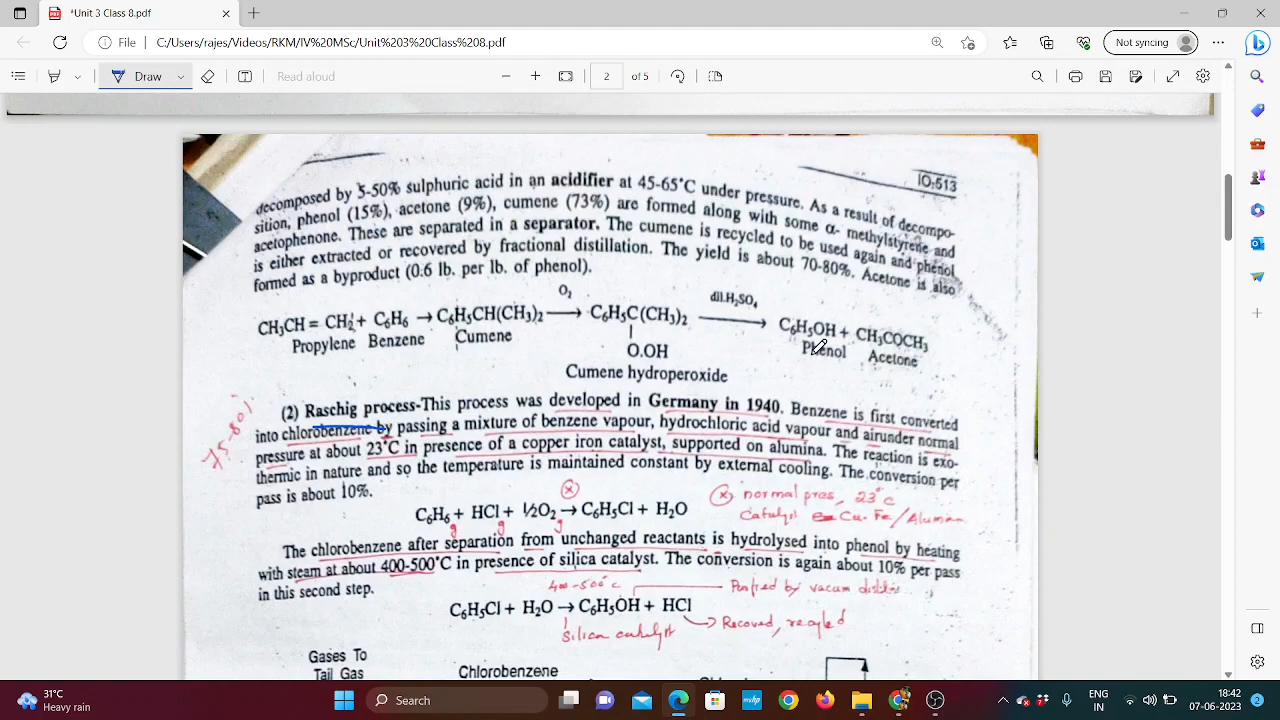 *Unit 3 Class 8.pdf
File C:/Users/rajes/Videos/RKM/IV%20MSc/Unit%203%20Class%208.pdf Not syncing
Draw Read aloud 2 of 5
IO:513
decomposed by 5-50% sulphuric acid in an acidifier at 45-65°C under pressure. As a result of decompo-
sition, phenol (15%), acetone (9%), cumene (73%) are formed along with some α- methylstyrene and
acetophenone. These are separated in a separator. The cumene is recycled to be used again and phenol
is either extracted or recovered by fractional distillation. The yield is about 70-80%. Acetone is also
formed as a byproduct (0.6 lb. per lb. of phenol).
O₂ dil.H₂SO₄
CH₃CH = CH₂ + C₆H₆ → C₆H₅CH(CH₃)₂ ⟶ C₆H₅C(CH₃)₂ ⟶ C₆H₅OH + CH₃COCH₃
Propylene Benzene Cumene Phenol Acetone
O.OH
Cumene hydroperoxide
75-80%
(2) Raschig process-This process was developed in Germany in 1940. Benzene is first converted
into chlorobenzene by passing a mixture of benzene vapour, hydrochloric acid vapour and airunder normal
pressure at about 23°C in presence of a copper iron catalyst, supported on alumina. The reaction is exo-
thermic in nature and so the temperature is maintained constant by external cooling. The conversion per
pass is about 10%.
(x) (x) normal pres, 23°C
C₆H₆ + HCl + ½O₂ → C₆H₅Cl + H₂O catalyst Cu. Fe/Aluman
g g g
The chlorobenzene after separation from unchanged reactants is hydrolysed into phenol by heating
with steam at about 400-500°C in presence of silica catalyst. The conversion is again about 10% per pass
in this second step.
400-500°C Purified by vacum
C₆H₅Cl + H₂O → C₆H₅OH + HCl → Recoved, recycled
silica catalyst
Gases To
Tail Gas
Chlorobenzene
31°C
Heavy rain
Search
ENG
IN
18:42
07-06-2023
2